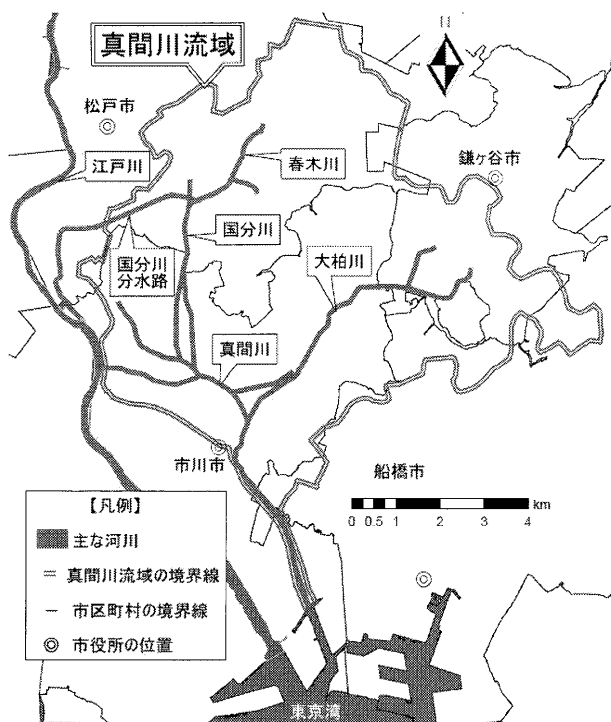 N
真間川流域
松戸市
江戸川
春木川
鎌ヶ谷市
国分川
国分川
分水路
大柏川
真間川
市川市
船橋市
km
0 0.5 1 2 3 4
【凡例】
主な河川
真間川流域の境界線
市区町村の境界線
市役所の位置
東京湾